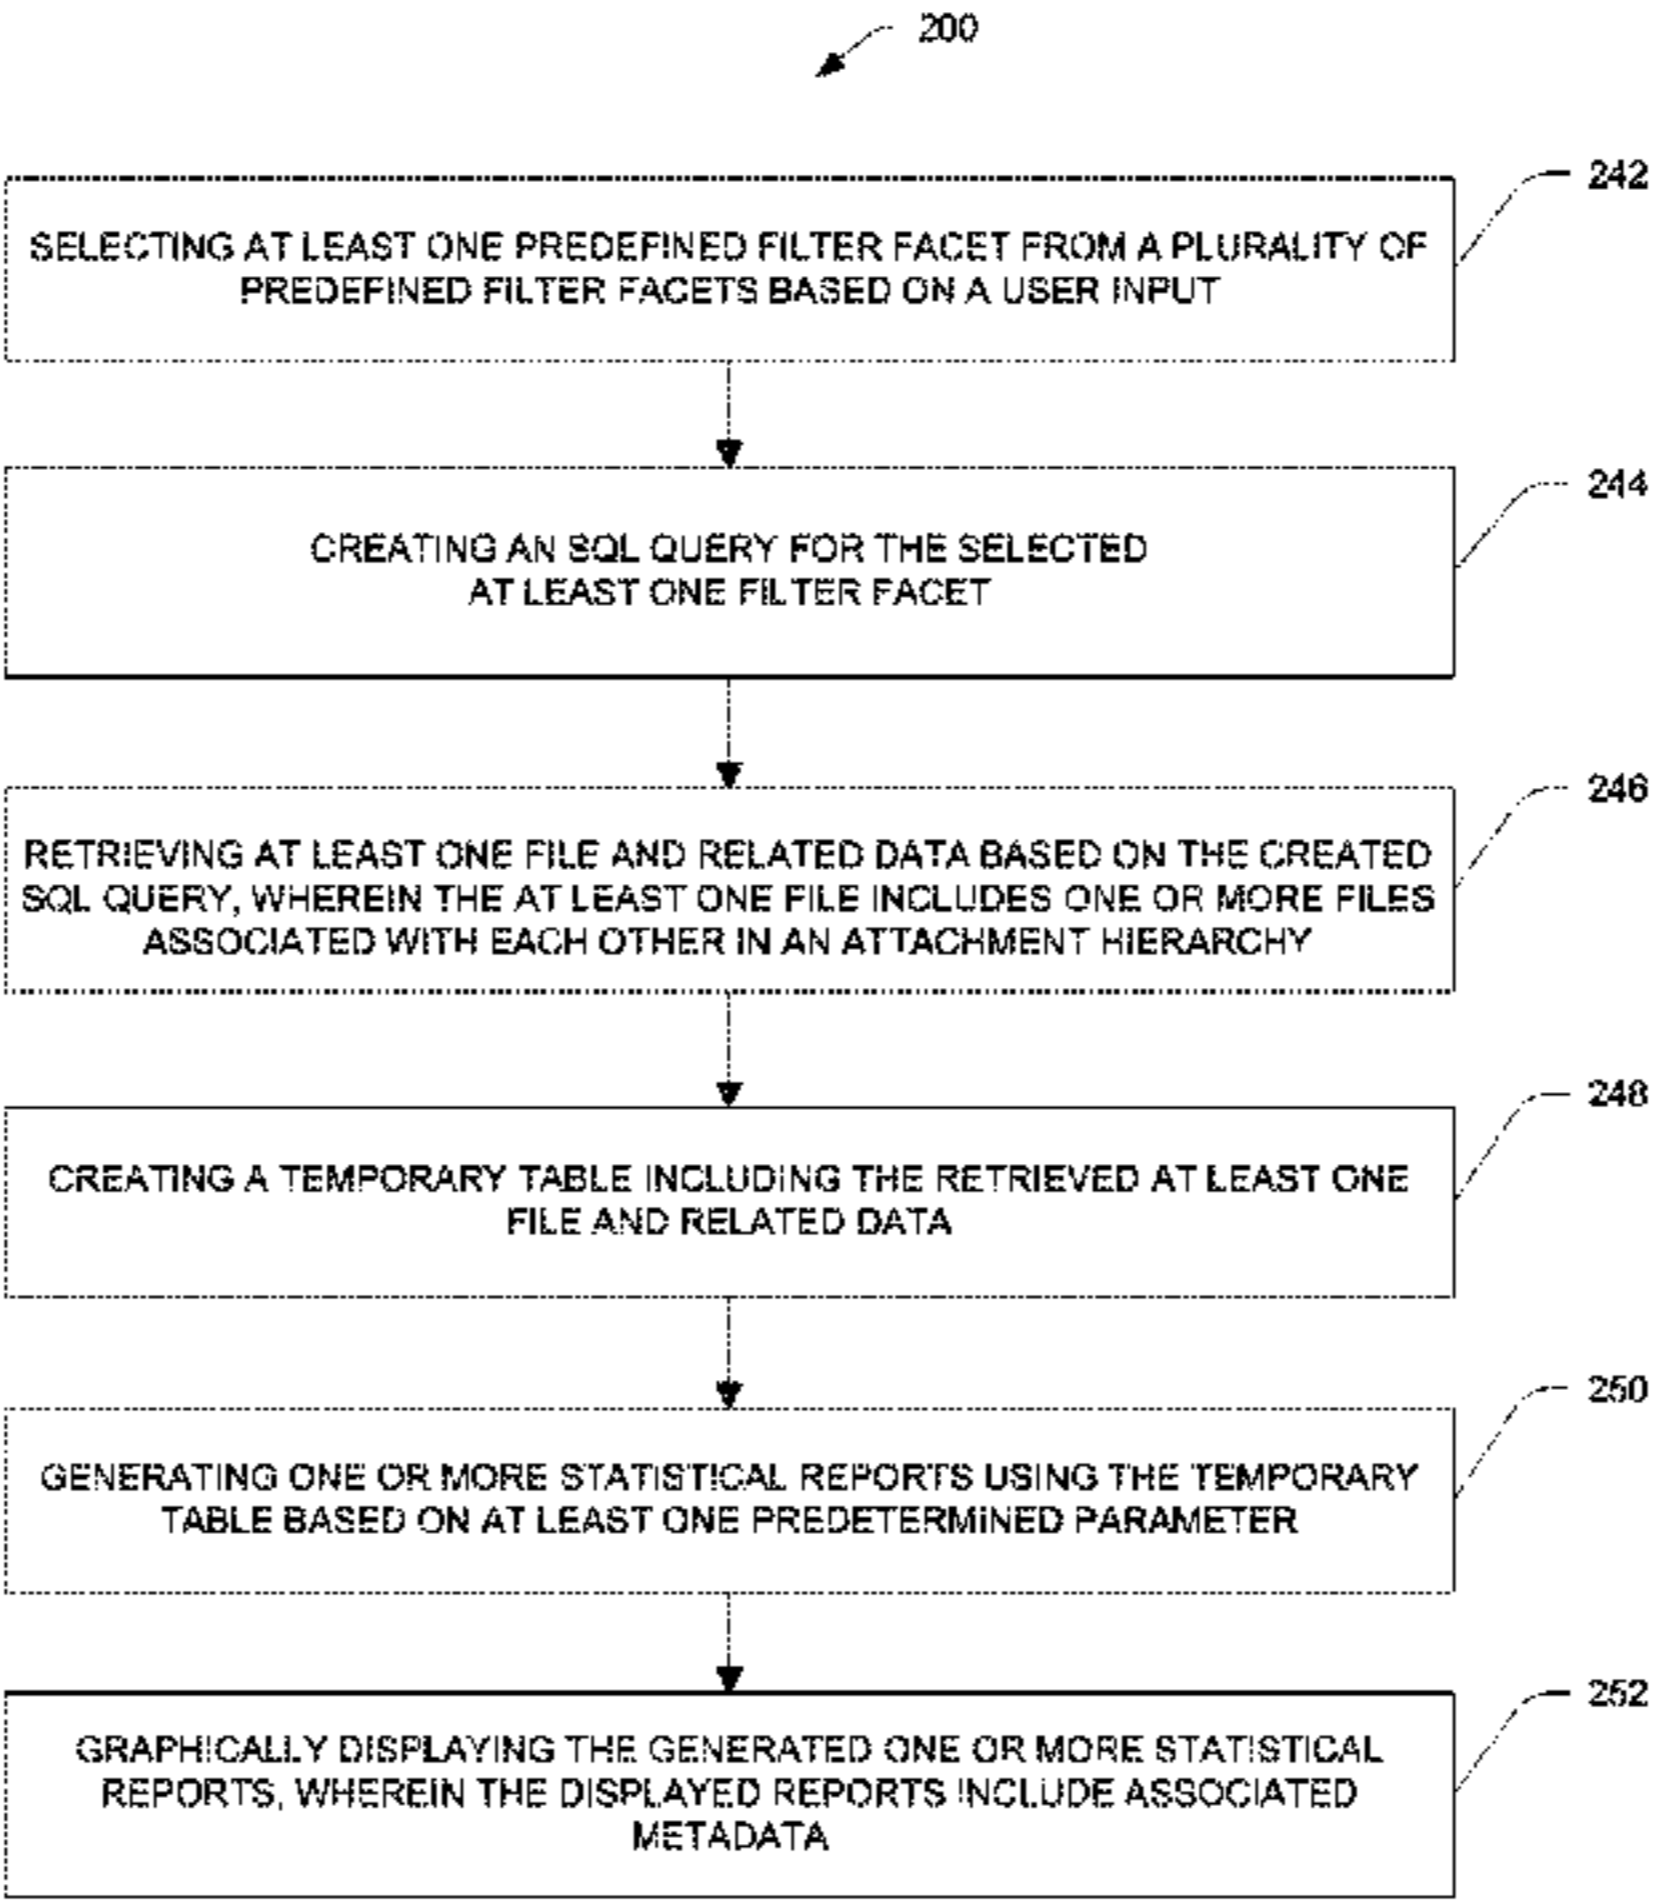 200
242
SELECTING AT LEAST ONE PREDEFINED FILTER FACET FROM A PLURALITY OF
PREDEFINED FILTER FACETS BASED ON A USER INPUT
244
CREATING AN SQL QUERY FOR THE SELECTED
AT LEAST ONE FILTER FACET
246
RETRIEVING AT LEAST ONE FILE AND RELATED DATA BASED ON THE CREATED
SQL QUERY, WHEREIN THE AT LEAST ONE FILE INCLUDES ONE OR MORE FILES
ASSOCIATED WITH EACH OTHER IN AN ATTACHMENT HIERARCHY
248
CREATING A TEMPORARY TABLE INCLUDING THE RETRIEVED AT LEAST ONE
FILE AND RELATED DATA
250
GENERATING ONE OR MORE STATISTICAL REPORTS USING THE TEMPORARY
TABLE BASED ON AT LEAST ONE PREDETERMINED PARAMETER
252
GRAPHICALLY DISPLAYING THE GENERATED ONE OR MORE STATISTICAL
REPORTS, WHEREIN THE DISPLAYED REPORTS INCLUDE ASSOCIATED
METADATA